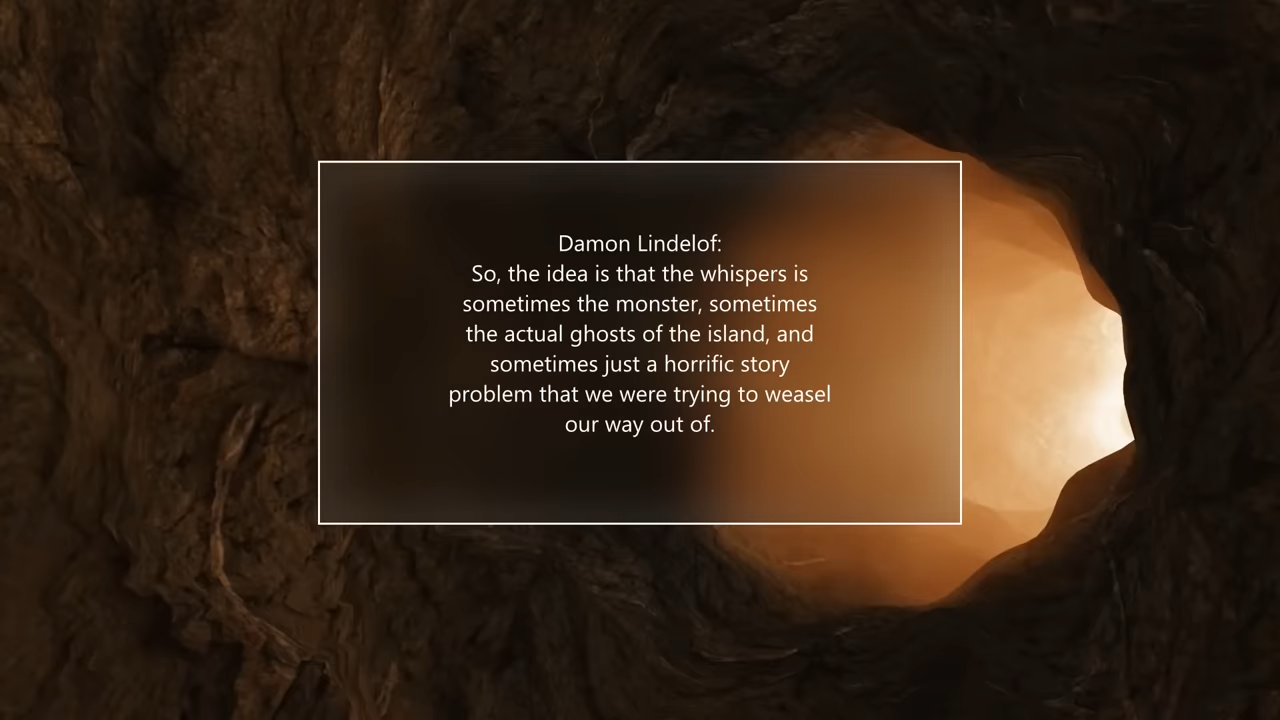 Damon Lindelof:
So, the idea is that the whispers is
sometimes the monster, sometimes
the actual ghosts of the island, and
sometimes just a horrific story
problem that we were trying to weasel
our way out of.